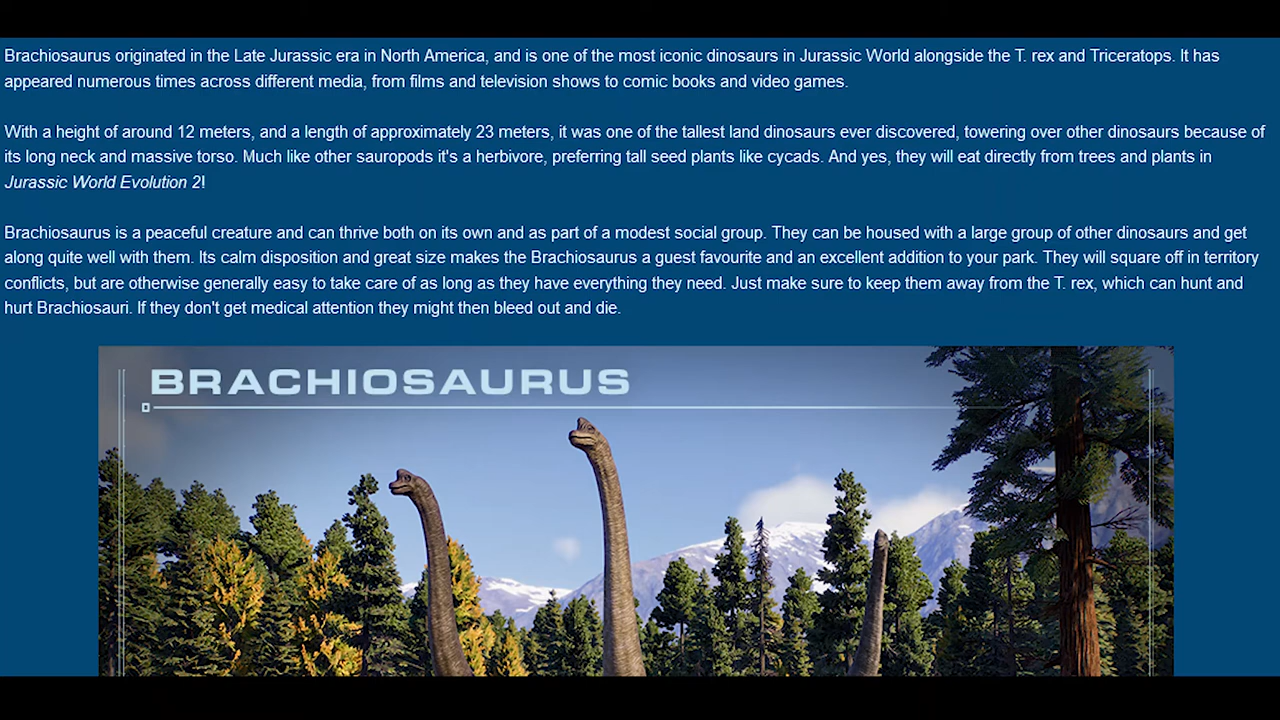 Brachiosaurus originated in the Late Jurassic era in North America, and is one of the most iconic dinosaurs in Jurassic World alongside the T. rex and Triceratops. It has
appeared numerous times across different media, from films and television shows to comic books and video games.
With a height of around 12 meters, and a length of approximately 23 meters, it was one of the tallest land dinosaurs ever discovered, towering over other dinosaurs because of
its long neck and massive torso. Much like other sauropods it's a herbivore, preferring tall seed plants like cycads. And yes, they will eat directly from trees and plants in
Jurassic World Evolution 2!
Brachiosaurus is a peaceful creature and can thrive both on its own and as part of a modest social group. They can be housed with a large group of other dinosaurs and get
along quite well with them. Its calm disposition and great size makes the Brachiosaurus a guest favourite and an excellent addition to your park. They will square off in territory
conflicts, but are otherwise generally easy to take care of as long as they have everything they need. Just make sure to keep them away from the T. rex, which can hunt and
hurt Brachiosauri. If they don't get medical attention they might then bleed out and die.
BRACHIOSAURUS